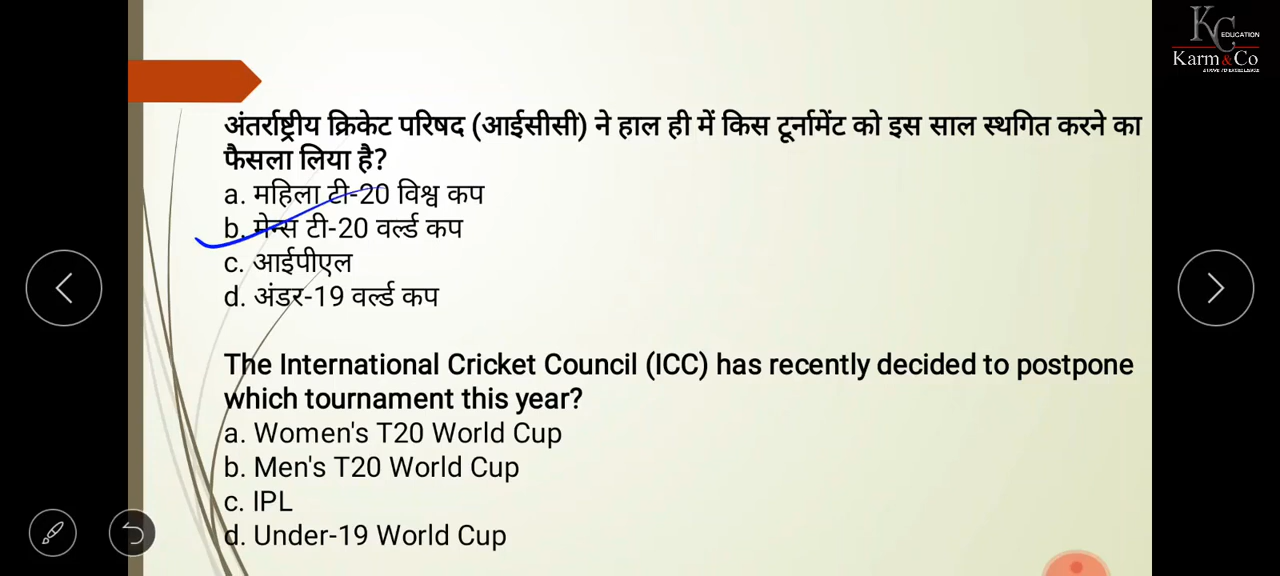 KC EDUCATION
Karm&Co
अंतर्राष्ट्रीय क्रिकेट परिषद (आईसीसी) ने हाल ही में किस टूर्नामेंट को इस साल स्थगित करने का
फैसला लिया है?
a. महिला टी-20 विश्व कप
b. मेन्स टी-20 वर्ल्ड कप
c. आईपीएल
d. अंडर-19 वर्ल्ड कप
The International Cricket Council (ICC) has recently decided to postpone
which tournament this year?
a. Women's T20 World Cup
b. Men's T20 World Cup
c. IPL
d. Under-19 World Cup